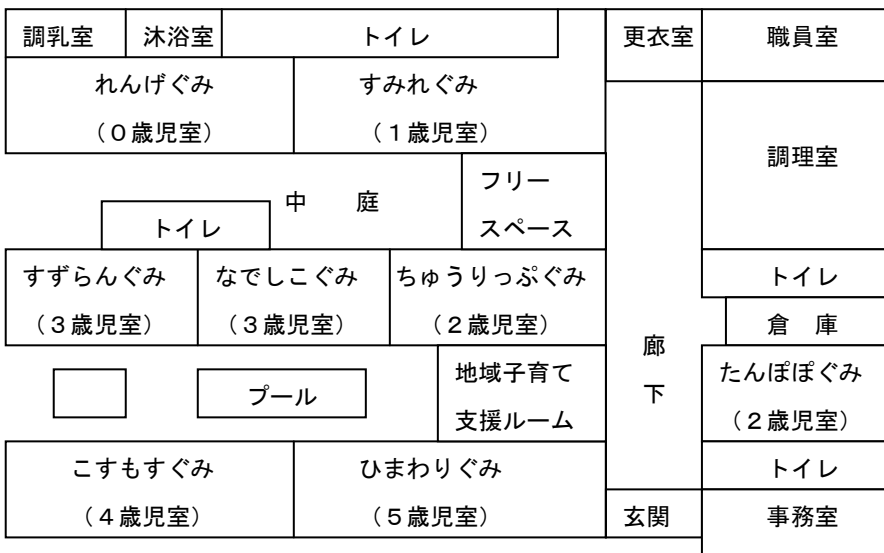 調乳室 沐浴室 トイレ 更衣室 職員室
れんげぐみ すみれぐみ
（０歳児室） （１歳児室）
調理室
フリー
中　庭
トイレ スペース
すずらんぐみ なでしこぐみ ちゅうりっぷぐみ トイレ
（３歳児室） （３歳児室） （２歳児室） 倉　庫
廊
地域子育て たんぽぽぐみ
プール 下
支援ルーム （２歳児室）
こすもすぐみ ひまわりぐみ トイレ
（４歳児室） （５歳児室） 玄関 事務室